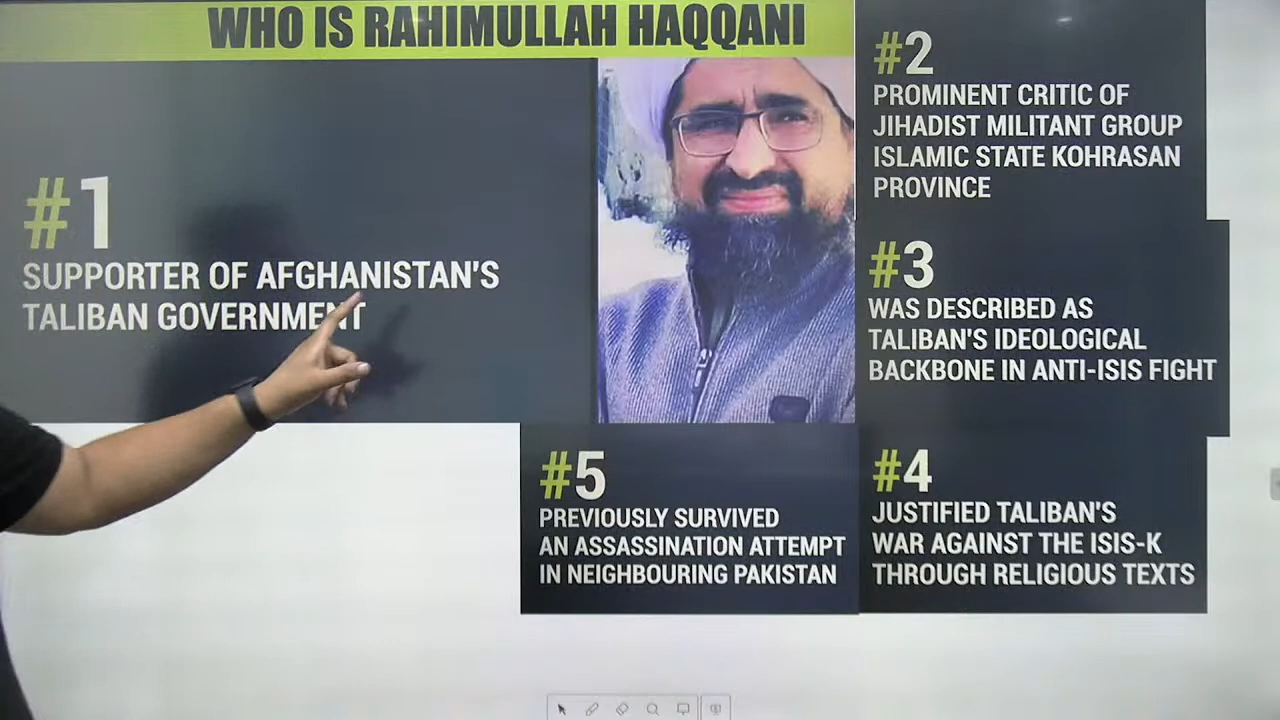 WHO IS RAHIMULLAH HAQQANI
#1
SUPPORTER OF AFGHANISTAN'S
TALIBAN GOVERNMENT
#2
PROMINENT CRITIC OF
JIHADIST MILITANT GROUP
ISLAMIC STATE KOHRASAN
PROVINCE
#3
WAS DESCRIBED AS
TALIBAN'S IDEOLOGICAL
BACKBONE IN ANTI-ISIS FIGHT
#4
JUSTIFIED TALIBAN'S
WAR AGAINST THE ISIS-K
THROUGH RELIGIOUS TEXTS
#5
PREVIOUSLY SURVIVED
AN ASSASSINATION ATTEMPT
IN NEIGHBOURING PAKISTAN